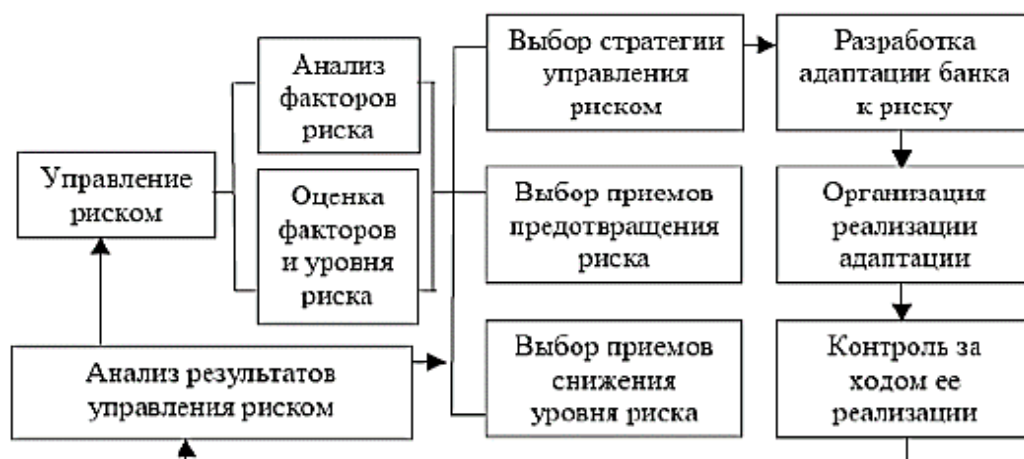 Управление
риском
Анализ
факторов
риска
Оценка
факторов
и уровня
риска
Анализ результатов
управления риском
Выбор стратегии
управления
риском
Выбор приемов
предотвращения
риска
Выбор приемов
снижения
уровня риска
Разработка
адаптации банка
к риску
Организация
реализации
адаптации
Контроль за
ходом ее
реализации